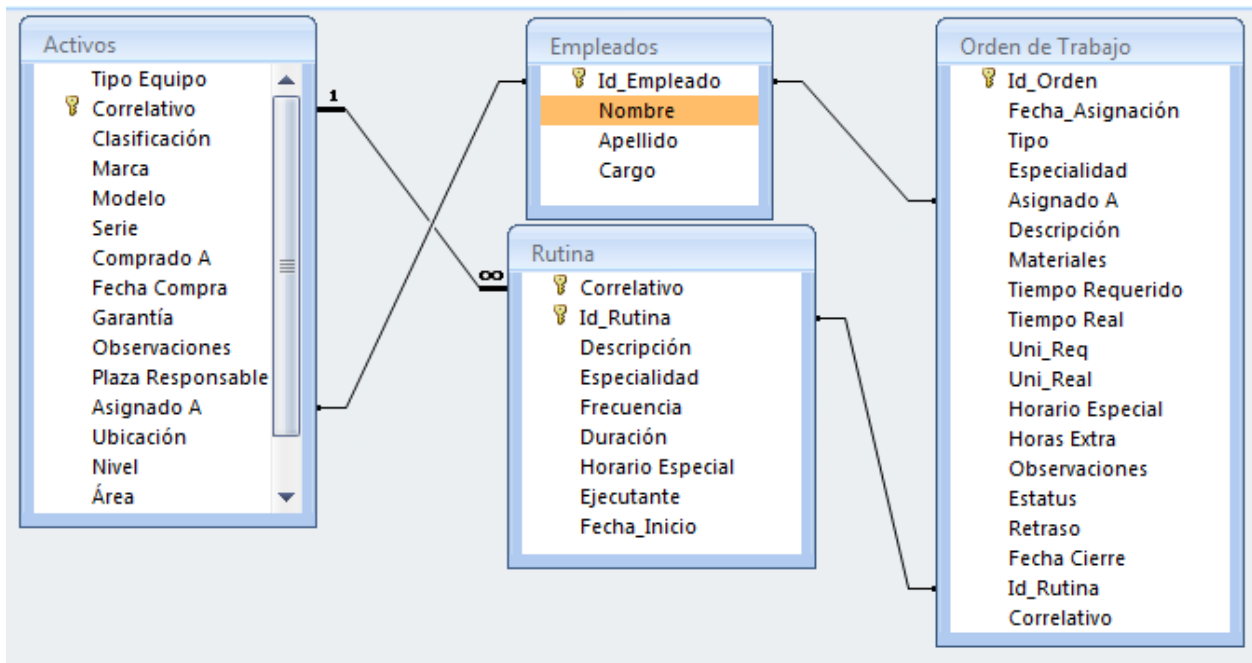 Activos
Tipo Equipo
Correlativo
Clasificación
Marca
Modelo
Serie
Comprado A
Fecha Compra
Garantía
Observaciones
Plaza Responsable
Asignado A
Ubicación
Nivel
Área
1
∞
Empleados
Id_Empleado
Nombre
Apellido
Cargo
Rutina
Correlativo
Id_Rutina
Descripción
Especialidad
Frecuencia
Duración
Horario Especial
Ejecutante
Fecha_Inicio
Orden de Trabajo
Id_Orden
Fecha_Asignación
Tipo
Especialidad
Asignado A
Descripción
Materiales
Tiempo Requerido
Tiempo Real
Uni_Req
Uni_Real
Horario Especial
Horas Extra
Observaciones
Estatus
Retraso
Fecha Cierre
Id_Rutina
Correlativo